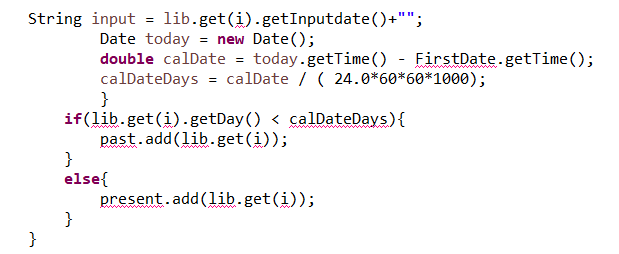 String input = lib.get(i).getInputdate()+"";
Date today = new Date();
double calDate = today.getTime() - FirstDate.getTime();
calDateDays = calDate / ( 24.0*60*60*1000);
}
if(lib.get(i).getDay() < calDateDays){
past.add(lib.get(i));
}
else{
present.add(lib.get(i));
}
}